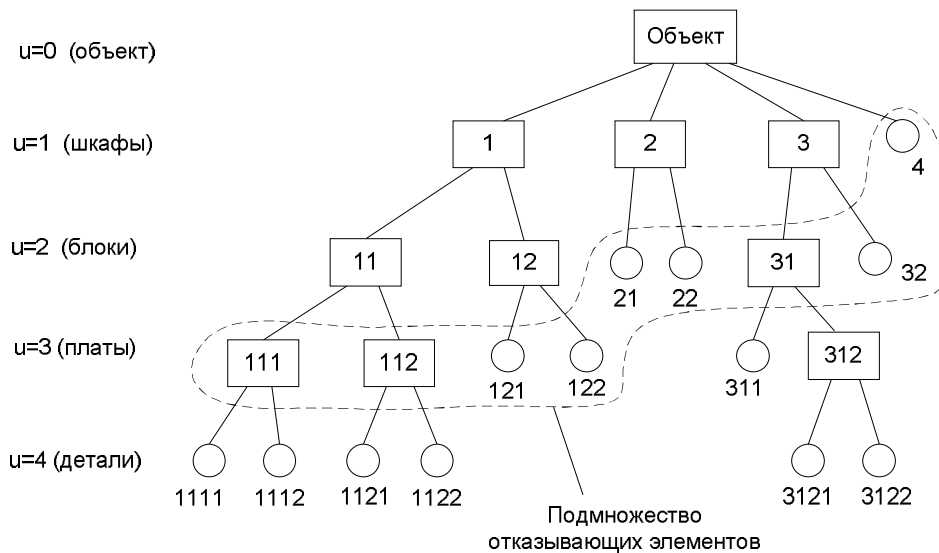 Объект
u=0 (объект)
u=1 (шкафы)
1
2
3
4
u=2 (блоки)
11
12
21
22
31
32
u=3 (платы)
111
112
121
122
311
312
u=4 (детали)
1111
1112
1121
1122
3121
3122
Подмножество
отказывающих элементов